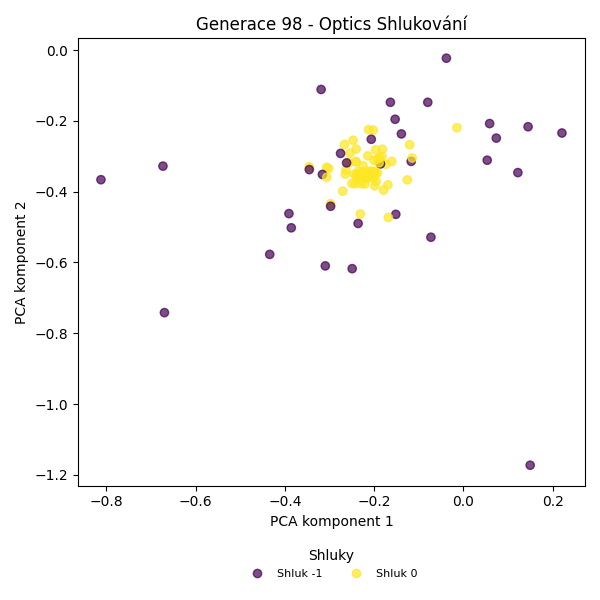 Generace 98 - Optics Shlukování
PCA komponent 2
0.0
−0.2
−0.4
−0.6
−0.8
−1.0
−1.2
−0.8 −0.6 −0.4 −0.2 0.0 0.2
PCA komponent 1
Shluky
Shluk -1 Shluk 0